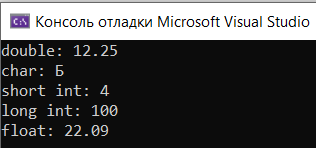 Консоль отладки Microsoft Visual Studio
double: 12.25
char: Б
short int: 4
long int: 100
float: 22.09